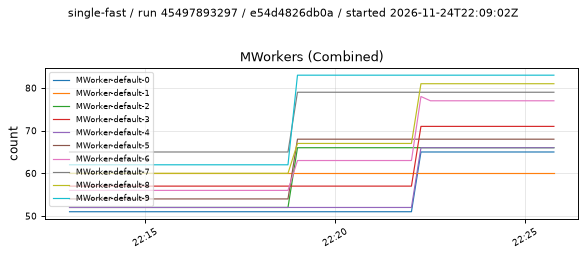 single-fast / run 45497893297 / e54d4826db0a / started 2026-11-24T22:09:02Z
MWorkers (Combined)
count
80
70
60
50
MWorker-default-0
MWorker-default-1
MWorker-default-2
MWorker-default-3
MWorker-default-4
MWorker-default-5
MWorker-default-6
MWorker-default-7
MWorker-default-8
MWorker-default-9
22:15
22:20
22:25